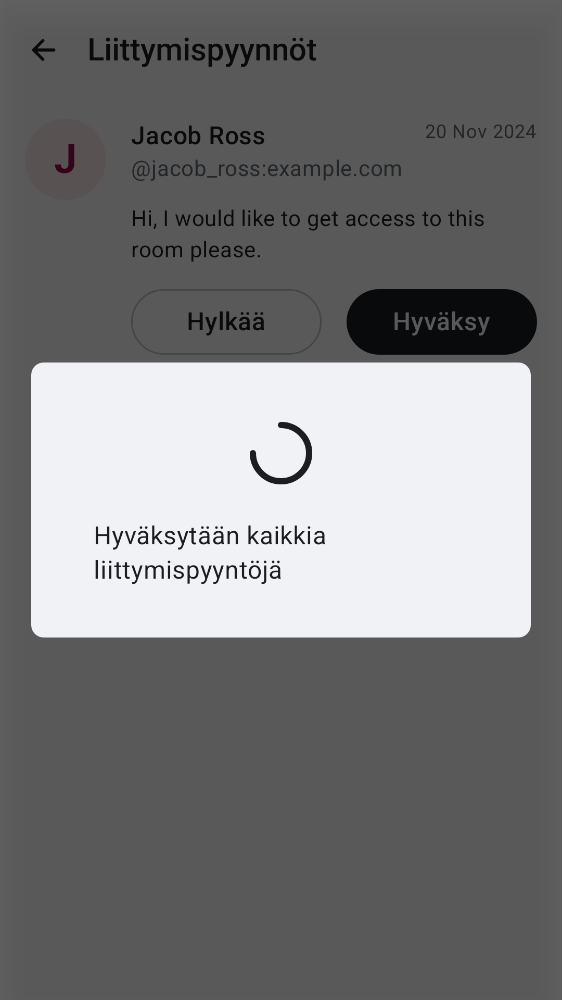 Liittymispyynnöt
J
Jacob Ross
20 Nov 2024
@jacob_ross:example.com
Hi, I would like to get access to this
room please.
Hylkää
Hyväksy
Hyväksytään kaikkia
liittymispyyntöjä